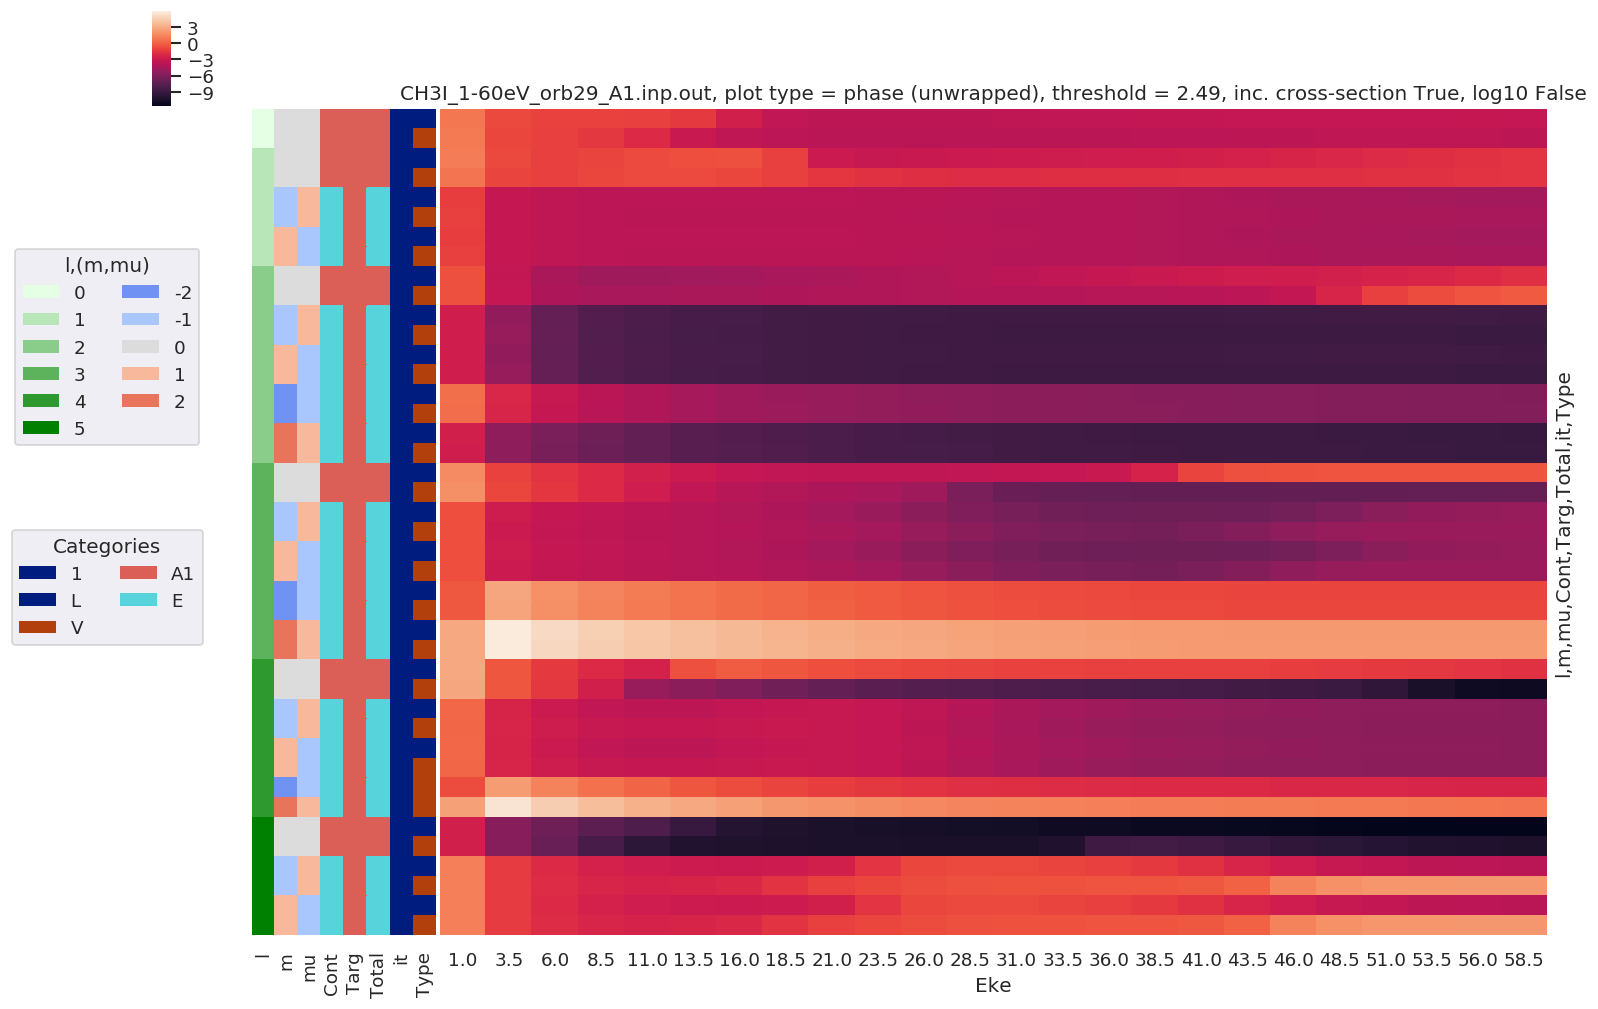 3
0
−3
−6
−9
CH3I_1-60eV_orb29_A1.inp.out, plot type = phase (unwrapped), threshold = 2.49, inc. cross-section True, log10 False
l,(m,mu)
0 -2
1 -1
2 0
3 1
4 2
5
Categories
1 A1
L E
V
l,m,mu,Cont,Targ,Total,it,Type
l m mu Cont Targ Total it Type 1.0 3.5 6.0 8.5 11.0 13.5 16.0 18.5 21.0 23.5 26.0 28.5 31.0 33.5 36.0 38.5 41.0 43.5 46.0 48.5 51.0 53.5 56.0 58.5
Eke